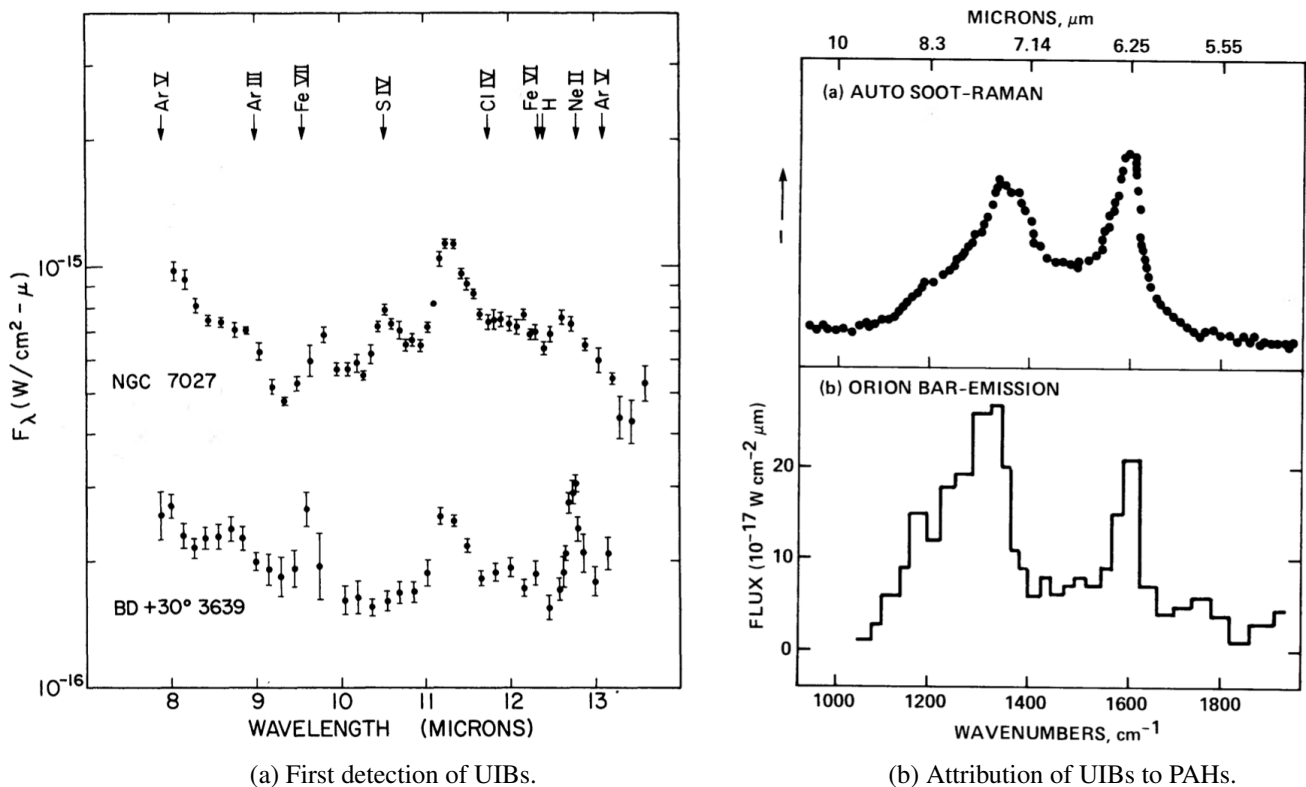 Ar V
Ar III
Fe VII
S IV
Cl IV
Fe VI
H
Ne II
Ar V
10⁻¹⁵
Fλ (W/cm² - μ)
NGC 7027
BD +30° 3639
10⁻¹⁶
8 9 10 11 12 13
WAVELENGTH (MICRONS)
(a) First detection of UIBs.
MICRONS, μm
10 8.3 7.14 6.25 5.55
(a) AUTO SOOT-RAMAN
I
(b) ORION BAR-EMISSION
FLUX (10⁻¹⁷ W cm⁻² μm)
20
10
0
1000 1200 1400 1600 1800
WAVENUMBERS, cm⁻¹
(b) Attribution of UIBs to PAHs.